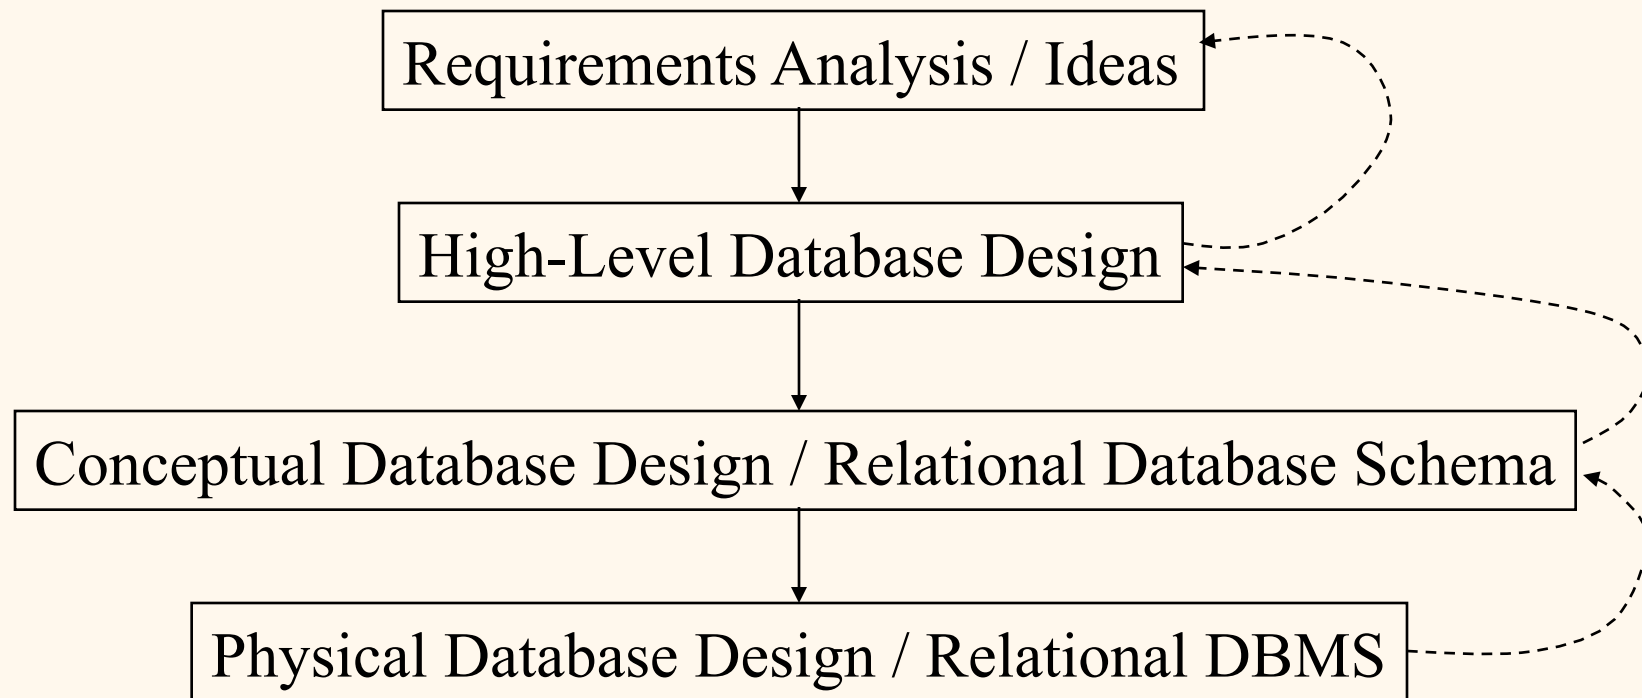 Requirements Analysis / Ideas
High-Level Database Design
Conceptual Database Design / Relational Database Schema
Physical Database Design / Relational DBMS